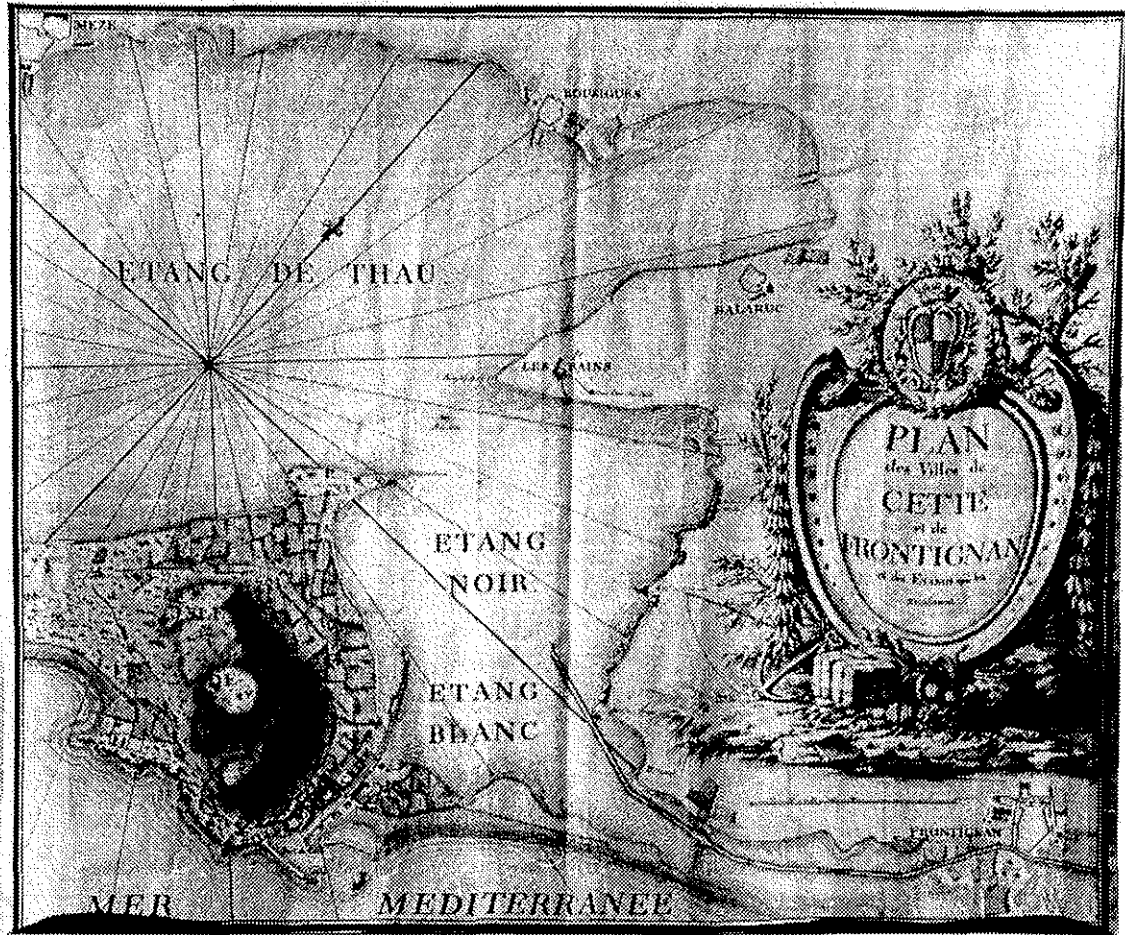 MEZE
BOUSIGUES
ETANG DE THAU
BALARUC
LES BAINS
PLAN
des Villes de
CETTE
et de
FRONTIGNAN
ETANG
NOIR
ETANG
BLANC
FRONTIGNAN
MER MEDITERRANEE